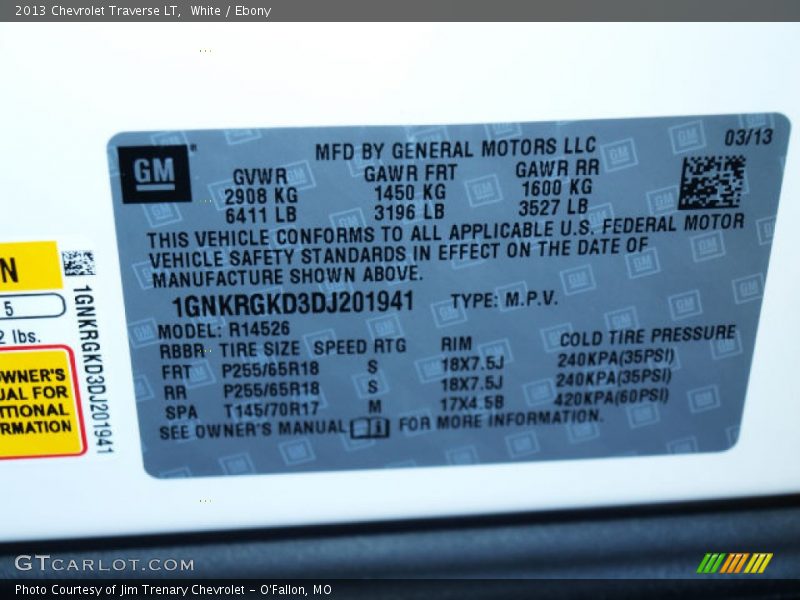 2013 Chevrolet Traverse LT,  White / Ebony
GM
MFD BY GENERAL MOTORS LLC
03/13
GVWR GAWR FRT GAWR RR
2908 KG 1450 KG 1600 KG
6411 LB 3196 LB 3527 LB
THIS VEHICLE CONFORMS TO ALL APPLICABLE U.S. FEDERAL MOTOR
VEHICLE SAFETY STANDARDS IN EFFECT ON THE DATE OF
MANUFACTURE SHOWN ABOVE.
1GNKRGKD3DJ201941 TYPE: M.P.V.
MODEL: R14526
RBBR TIRE SIZE SPEED RTG RIM COLD TIRE PRESSURE
FRT P255/65R18 S 18X7.5J 240KPA(35PSI)
RR P255/65R18 S 18X7.5J 240KPA(35PSI)
SPA T145/70R17 M 17X4.5B 420KPA(60PSI)
SEE OWNER'S MANUAL FOR MORE INFORMATION.
N
5
2 lbs.
OWNER'S
UAL FOR
TIONAL
RMATION
1GNKRGKD3DJ201941
GTCARLOT.COM
Photo Courtesy of Jim Trenary Chevrolet - O'Fallon, MO